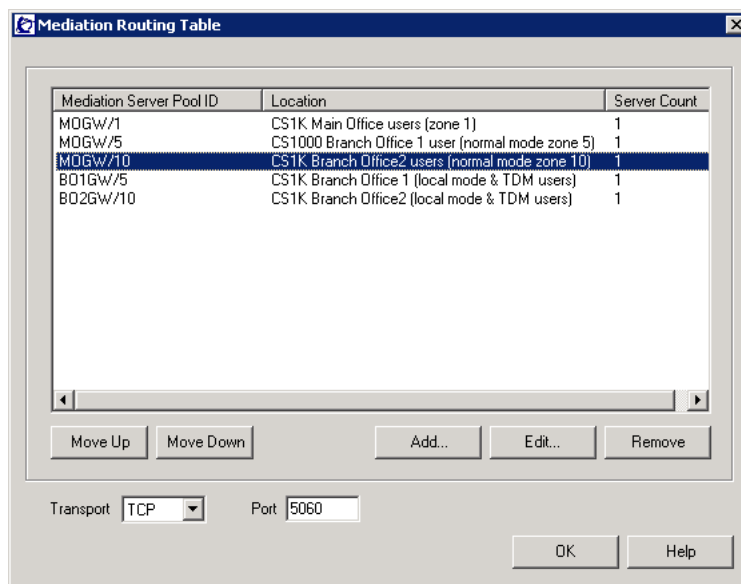 Mediation Routing Table
Mediation Server Pool ID Location Server Count
MOGW/1 CS1K Main Office users (zone 1) 1
MOGW/5 CS1000 Branch Office 1 user (normal mode zone 5) 1
MOGW/10 CS1K Branch Office2 users (normal mode zone 10) 1
BO1GW/5 CS1K Branch Office 1 (local mode & TDM users) 1
BO2GW/10 CS1K Branch Office2 (local mode & TDM users) 1
Move Up Move Down Add... Edit... Remove
Transport TCP Port 5060
OK Help